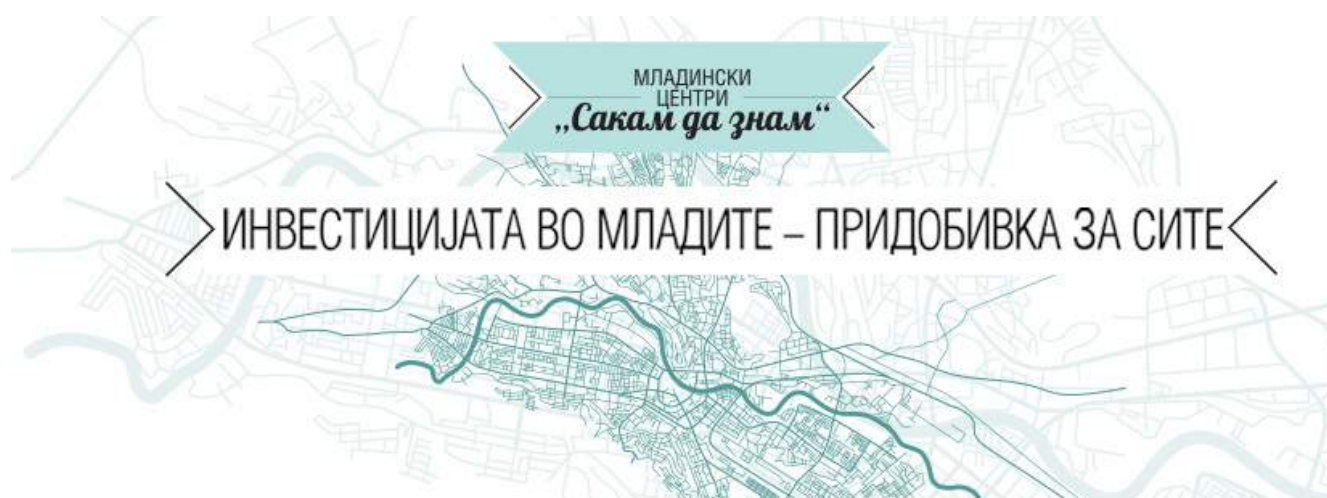 МЛАДИНСКИ
ЦЕНТРИ
„Сакам да знам“
ИНВЕСТИЦИЈАТА ВО МЛАДИТЕ – ПРИДОБИВКА ЗА СИТЕ